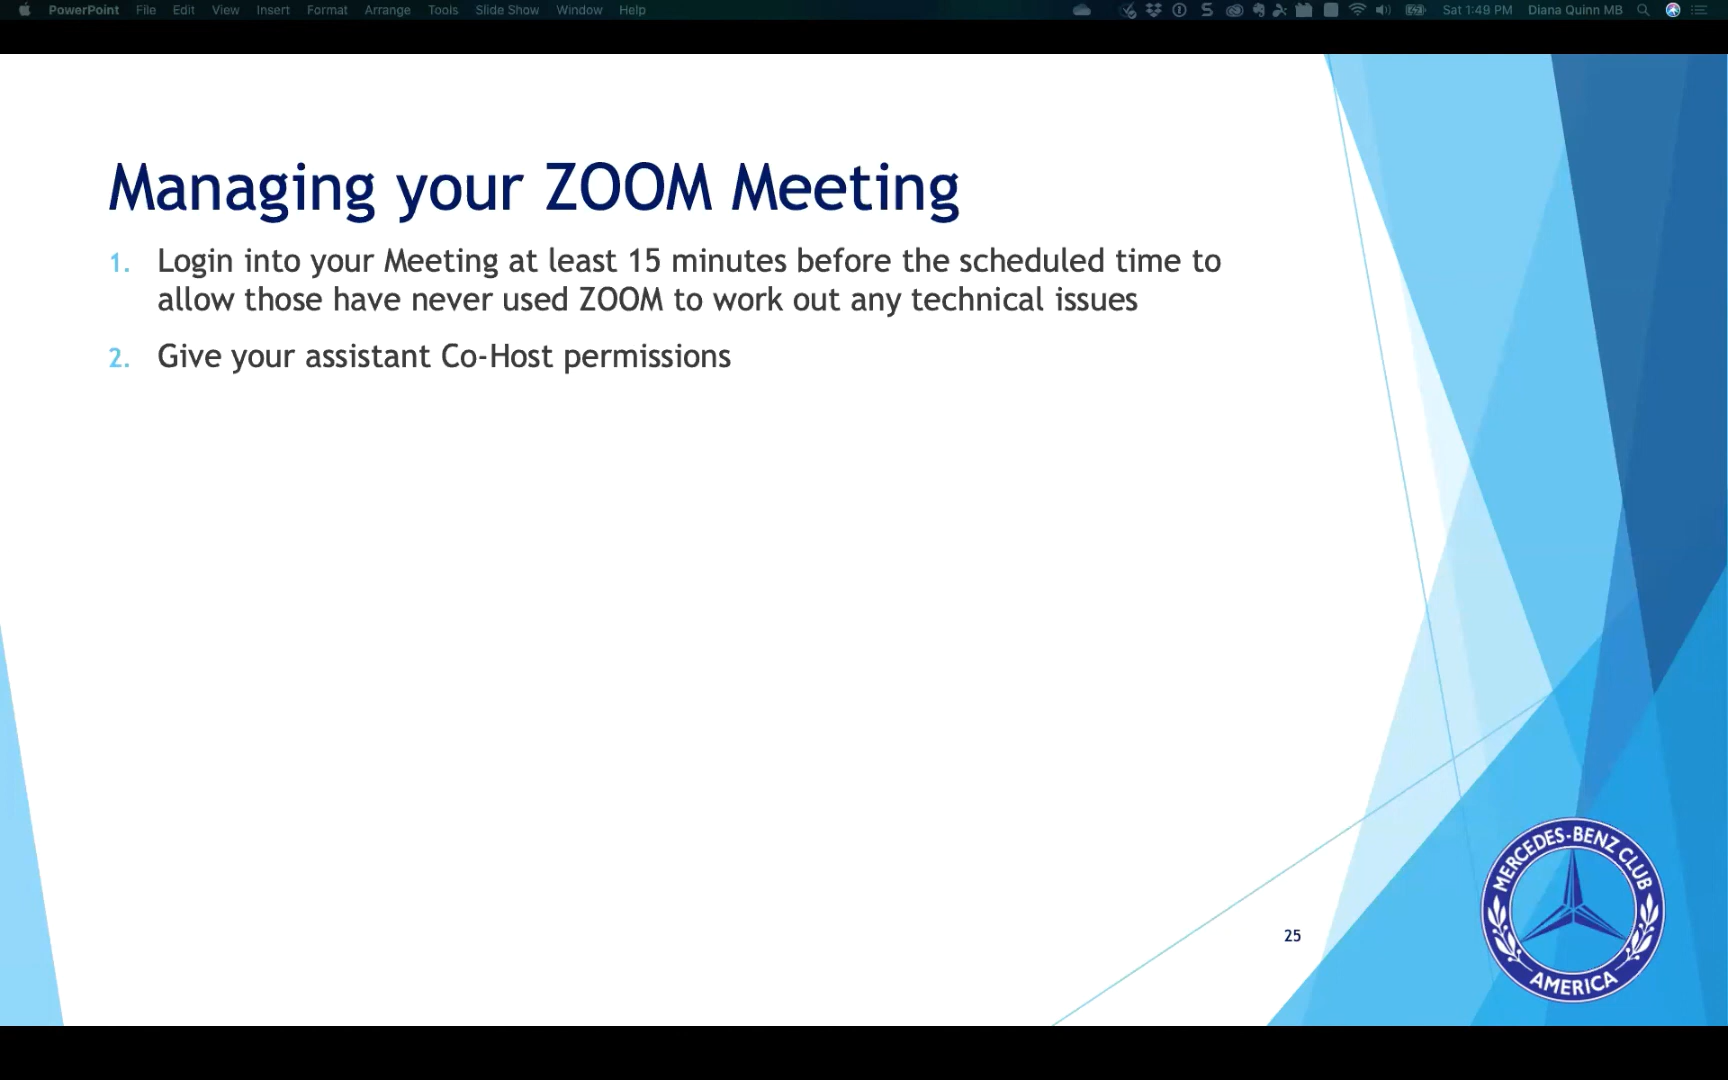 PowerPoint File Edit View Insert Format Arrange Tools Slide Show Window Help Sat 1:49 PM Diana Quinn MB
Managing your ZOOM Meeting
1. Login into your Meeting at least 15 minutes before the scheduled time to
allow those have never used ZOOM to work out any technical issues
2. Give your assistant Co-Host permissions
25
MERCEDES-BENZ CLUB
AMERICA